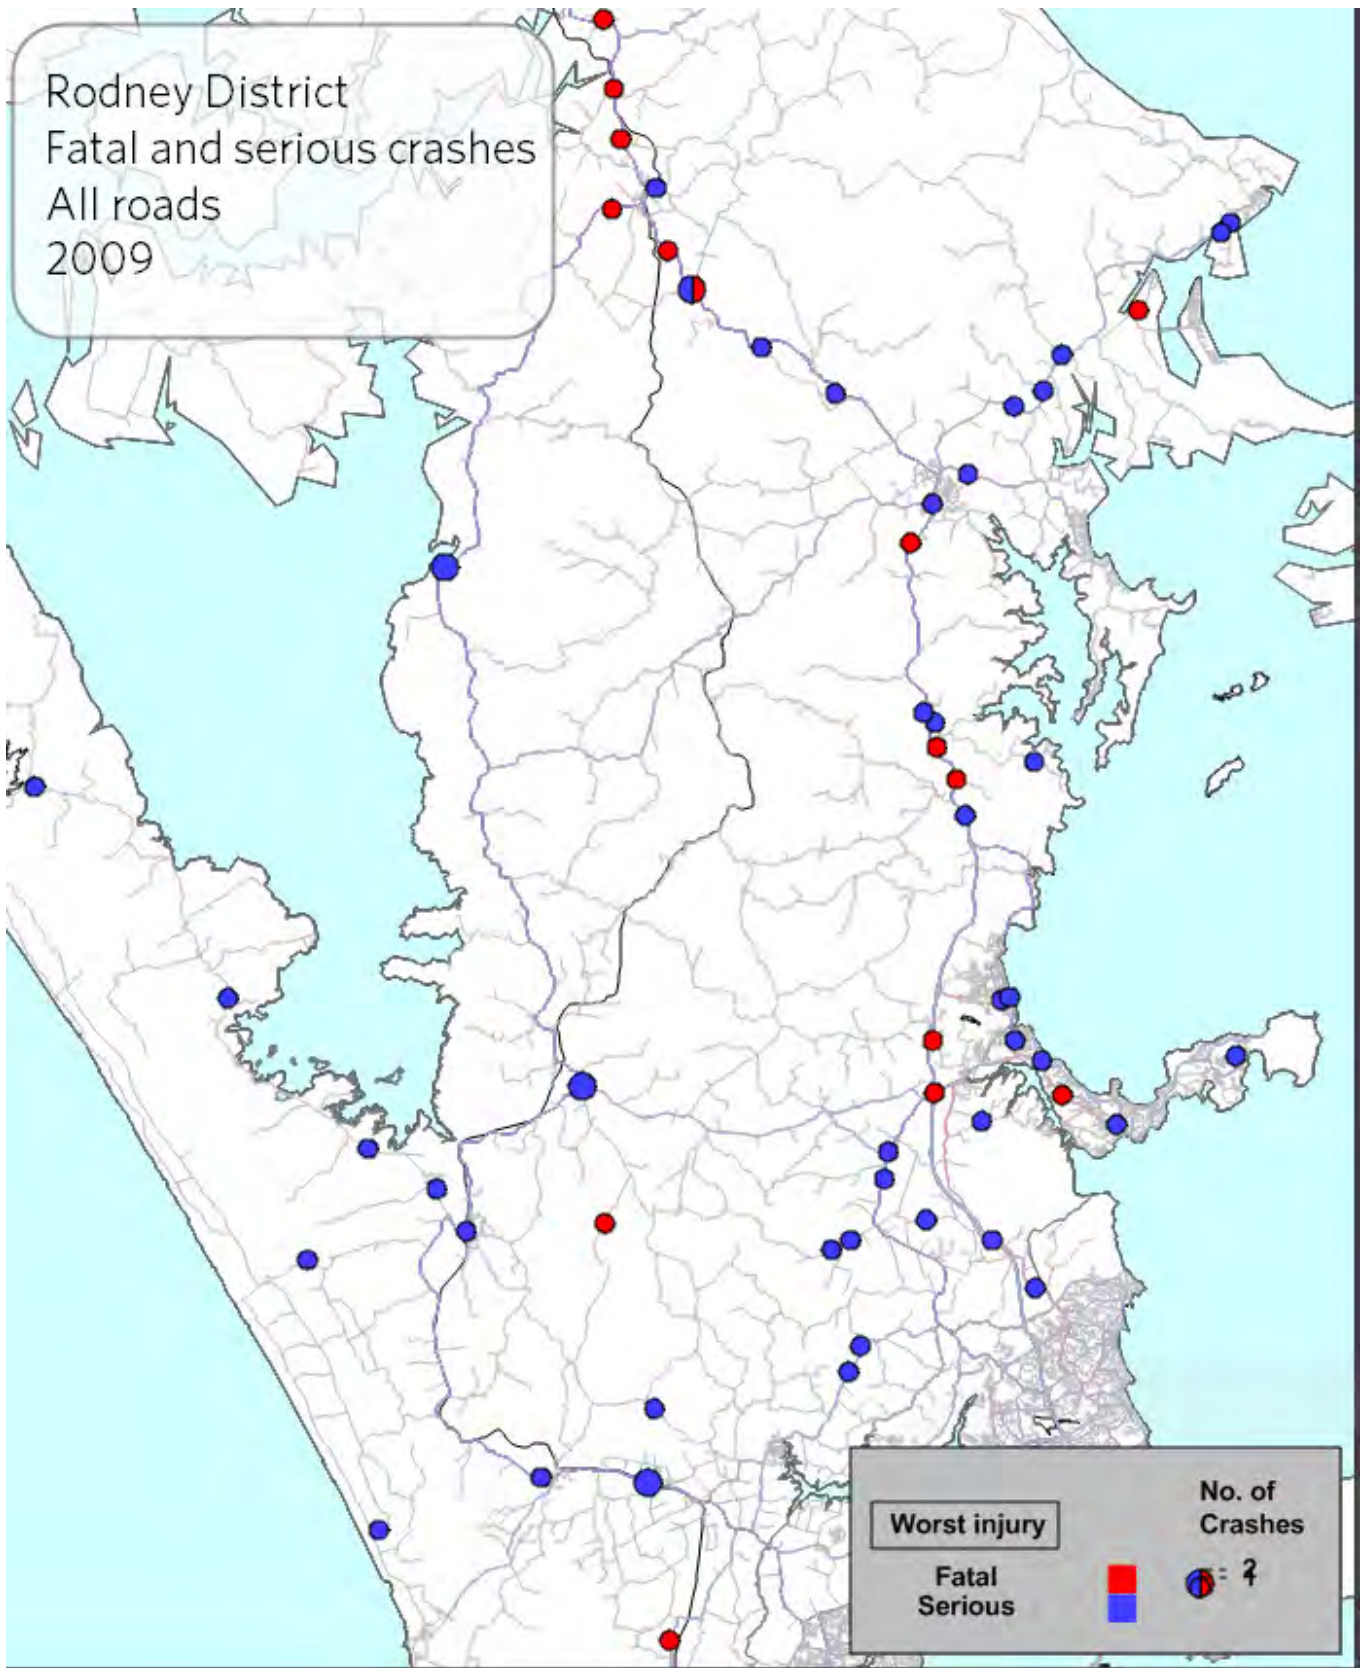 Rodney District
Fatal and serious crashes
All roads
2009
No. of
Crashes
Worst injury
Fatal
Serious